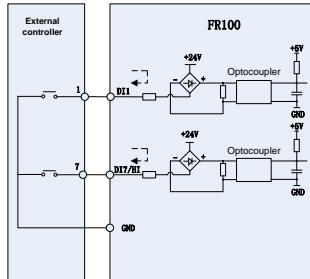 External
controller
FR100
+24V
+5V
1
DI1
- +
Optocoupler
GND
+24V
+5V
7
DI7/HI
- +
Optocoupler
GND
GND